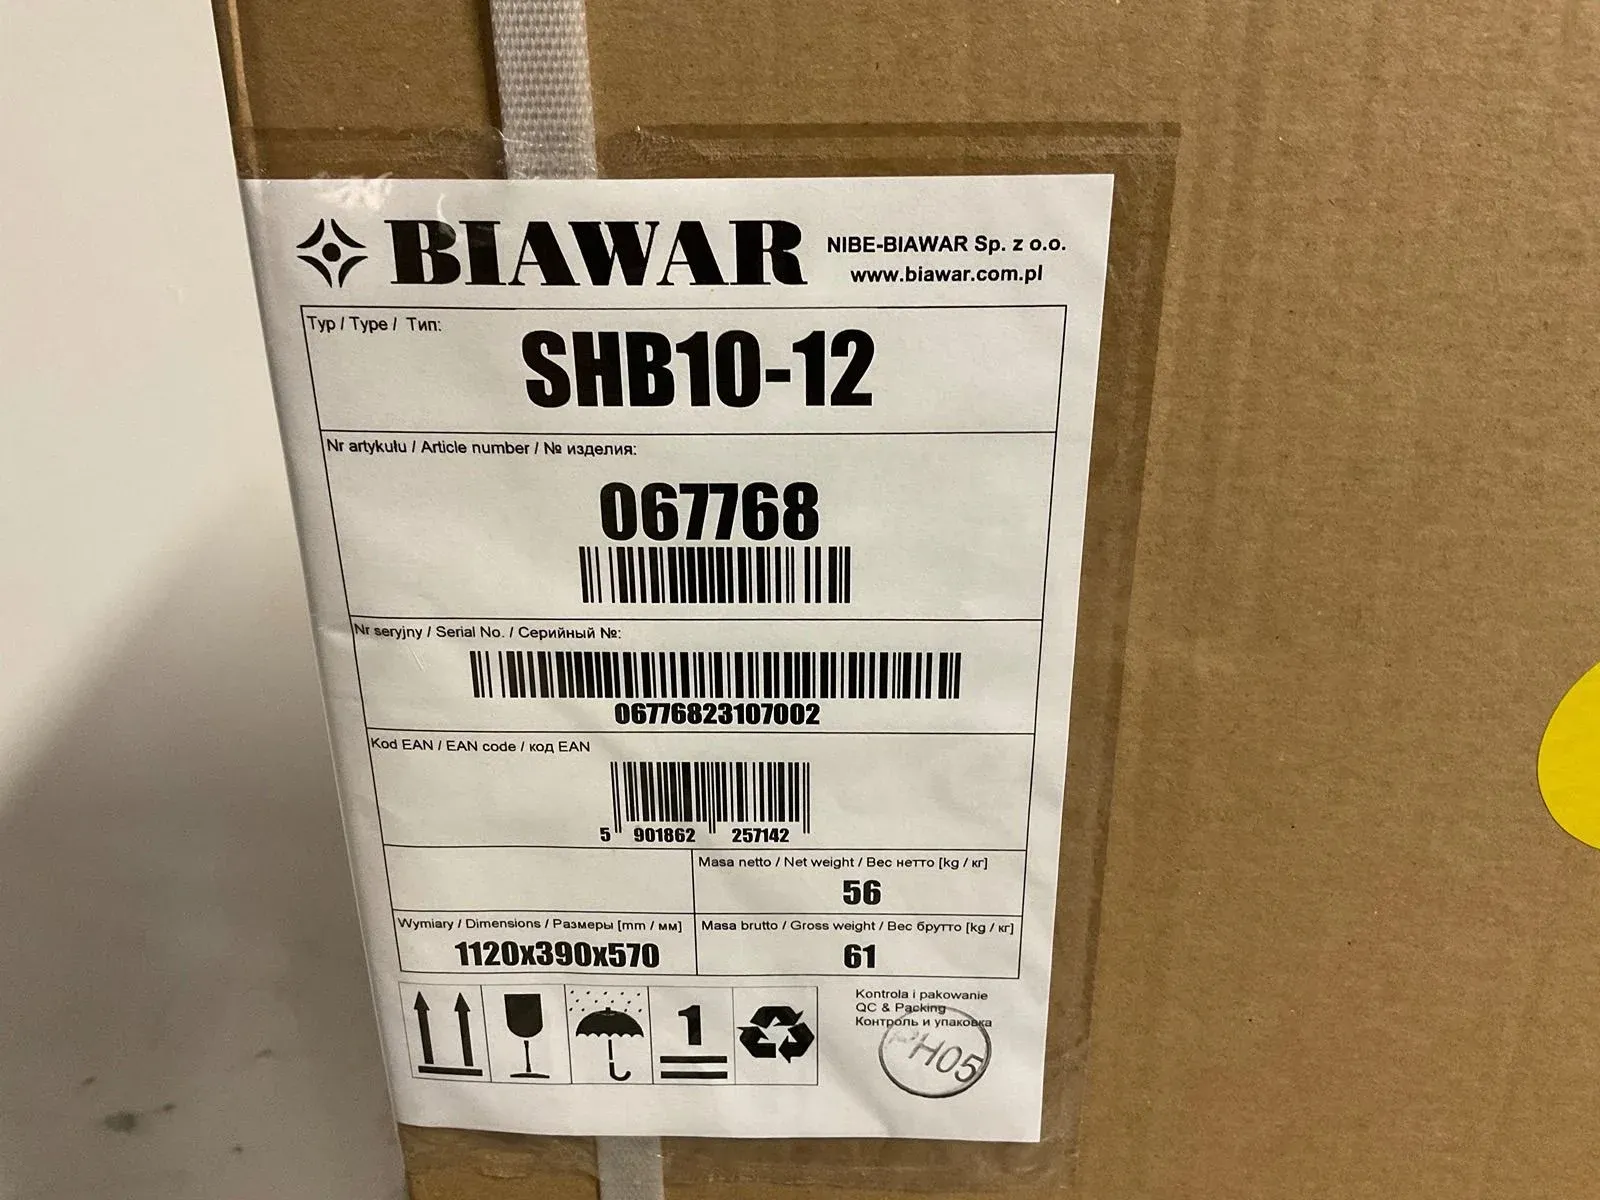 BIAWAR
NIBE-BIAWAR Sp. z o.o.
www.biawar.com.pl
Typ / Type / Тип:
SHB10-12
Nr artykułu / Article number / № изделия:
067768
Nr seryjny / Serial No. / Серийный №:
06776823107002
Kod EAN / EAN code / код EAN
5 901862 257142
Masa netto / Net weight / Вес нетто [kg / кг]
56
Wymiary / Dimensions / Размеры [mm / мм]
1120x390x570
Masa brutto / Gross weight / Вес брутто [kg / кг]
61
1
Kontrola i pakowanie
QC & Packing
Контроль и упаковка
H05